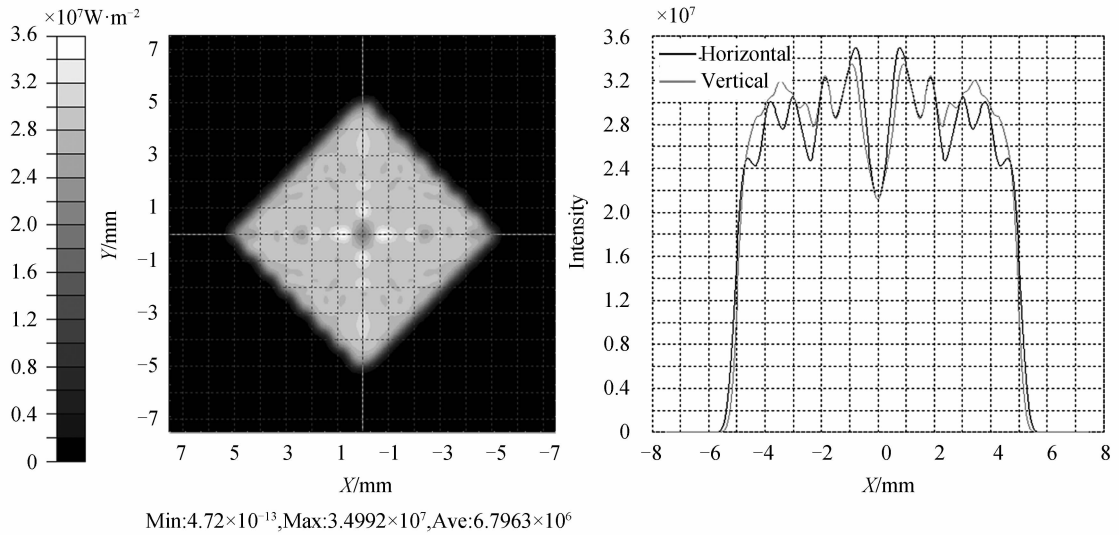 ×10⁷W·m⁻²
3.6
3.2
2.8
2.4
2.0
1.6
1.2
0.8
0.4
0
7
5
3
1
−1
−3
−5
−7
Y/mm
7 5 3 1 −1 −3 −5 −7
X/mm
Min:4.72×10⁻¹³,Max:3.4992×10⁷,Ave:6.7963×10⁶
×10⁷
3.6
3.2
2.8
2.4
2.0
1.6
1.2
0.8
0.4
0
Intensity
Horizontal
Vertical
−8 −6 −4 −2 0 2 4 6 8
X/mm